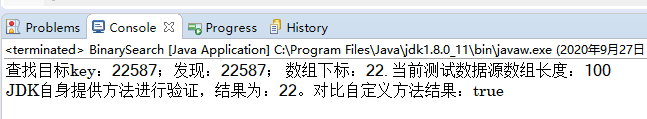 Problems Console Progress History
<terminated> BinarySearch [Java Application] C:\Program Files\Java\jdk1.8.0_11\bin\javaw.exe (2020年9月27日
查找目标key：22587；发现：22587； 数组下标：22. 当前测试数据源数组长度：100
JDK自身提供方法进行验证，结果为：22。对比自定义方法结果：true